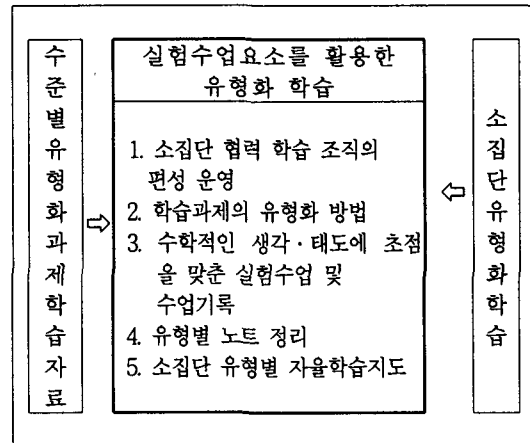 수준별유형화과제학습자료
⇨
실험수업요소를 활용한
유형화 학습
1. 소집단 협력 학습 조직의
편성 운영
2. 학습과제의 유형화 방법
3. 수학적인 생각·태도에 초점
을 맞춘 실험수업 및
수업기록
4. 유형별 노트 정리
5. 소집단 유형별 자율학습지도
⇦
소집단유형화학습